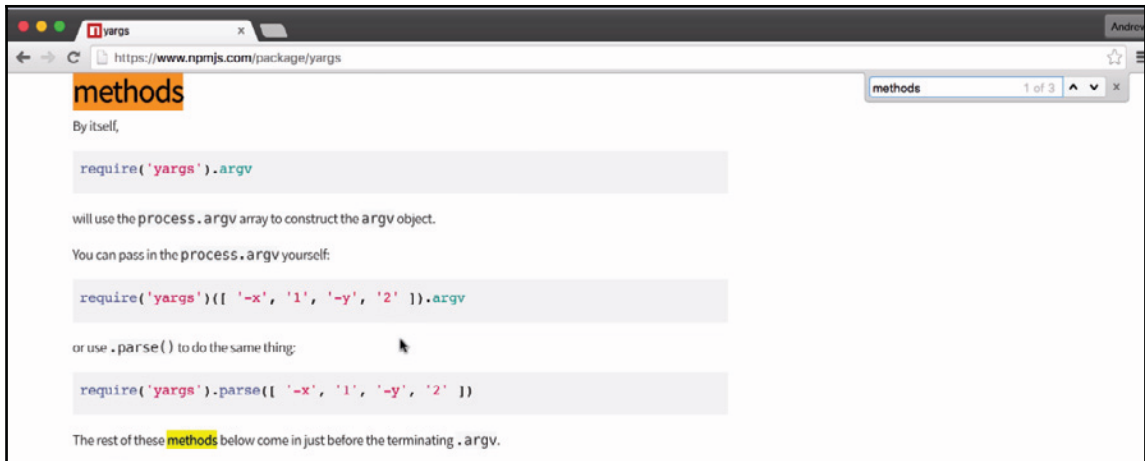 yargs
Andrew
https://www.npmjs.com/package/yargs
methods
methods 1 of 3
By itself,
require('yargs').argv
will use the process.argv array to construct the argv object.
You can pass in the process.argv yourself:
require('yargs')([ '-x', '1', '-y', '2' ]).argv
or use .parse() to do the same thing:
require('yargs').parse([ '-x', '1', '-y', '2' ])
The rest of these methods below come in just before the terminating .argv.